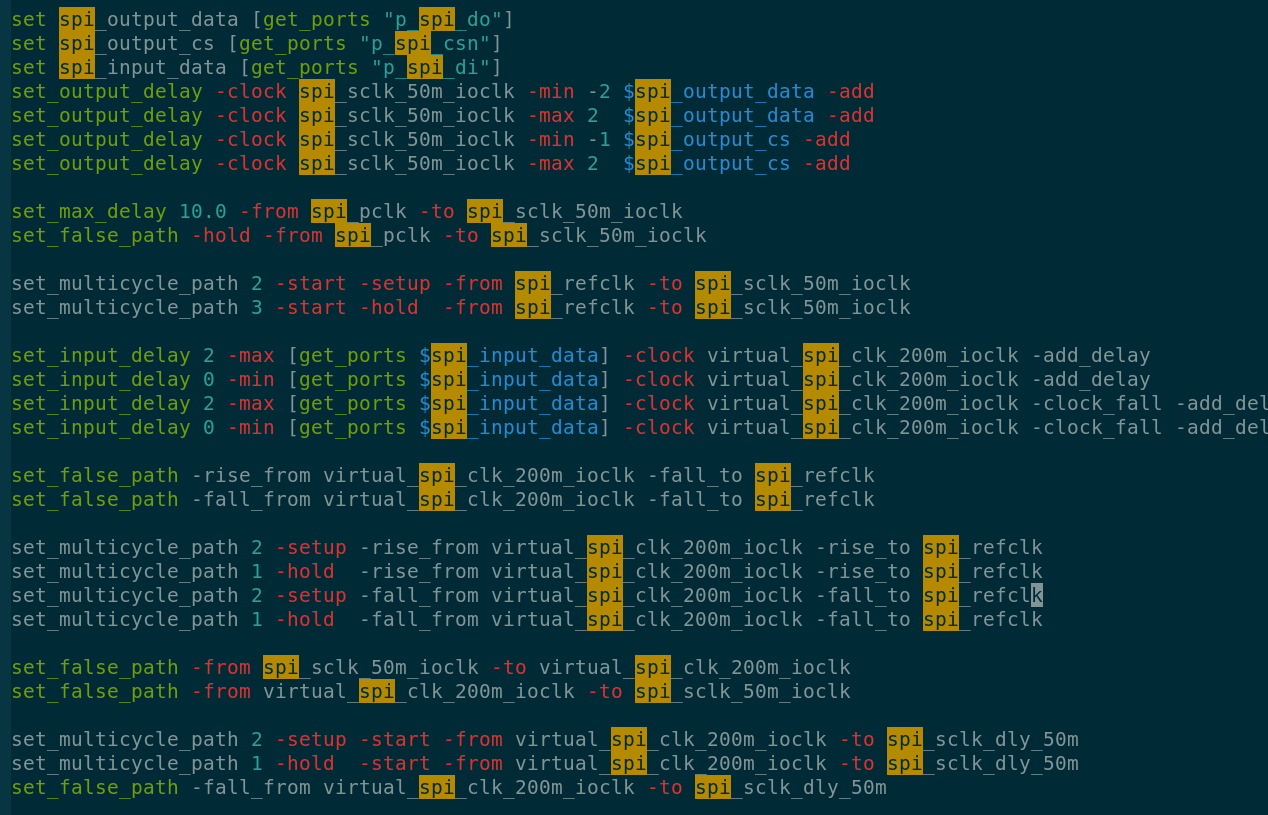 set spi_output_data [get_ports "p_spi_do"]
set spi_output_cs [get_ports "p_spi_csn"]
set spi_input_data [get_ports "p_spi_di"]
set_output_delay -clock spi_sclk_50m_ioclk -min -2 $spi_output_data -add
set_output_delay -clock spi_sclk_50m_ioclk -max 2  $spi_output_data -add
set_output_delay -clock spi_sclk_50m_ioclk -min -1 $spi_output_cs -add
set_output_delay -clock spi_sclk_50m_ioclk -max 2  $spi_output_cs -add
set_max_delay 10.0 -from spi_pclk -to spi_sclk_50m_ioclk
set_false_path -hold -from spi_pclk -to spi_sclk_50m_ioclk
set_multicycle_path 2 -start -setup -from spi_refclk -to spi_sclk_50m_ioclk
set_multicycle_path 3 -start -hold  -from spi_refclk -to spi_sclk_50m_ioclk
set_input_delay 2 -max [get_ports $spi_input_data] -clock virtual_spi_clk_200m_ioclk -add_delay
set_input_delay 0 -min [get_ports $spi_input_data] -clock virtual_spi_clk_200m_ioclk -add_delay
set_input_delay 2 -max [get_ports $spi_input_data] -clock virtual_spi_clk_200m_ioclk -clock_fall -add_del
set_input_delay 0 -min [get_ports $spi_input_data] -clock virtual_spi_clk_200m_ioclk -clock_fall -add_del
set_false_path -rise_from virtual_spi_clk_200m_ioclk -fall_to spi_refclk
set_false_path -fall_from virtual_spi_clk_200m_ioclk -fall_to spi_refclk
set_multicycle_path 2 -setup -rise_from virtual_spi_clk_200m_ioclk -rise_to spi_refclk
set_multicycle_path 1 -hold  -rise_from virtual_spi_clk_200m_ioclk -rise_to spi_refclk
set_multicycle_path 2 -setup -fall_from virtual_spi_clk_200m_ioclk -fall_to spi_refclk
set_multicycle_path 1 -hold  -fall_from virtual_spi_clk_200m_ioclk -fall_to spi_refclk
set_false_path -from spi_sclk_50m_ioclk -to virtual_spi_clk_200m_ioclk
set_false_path -from virtual_spi_clk_200m_ioclk -to spi_sclk_50m_ioclk
set_multicycle_path 2 -setup -start -from virtual_spi_clk_200m_ioclk -to spi_sclk_dly_50m
set_multicycle_path 1 -hold  -start -from virtual_spi_clk_200m_ioclk -to spi_sclk_dly_50m
set_false_path -fall_from virtual_spi_clk_200m_ioclk -to spi_sclk_dly_50m